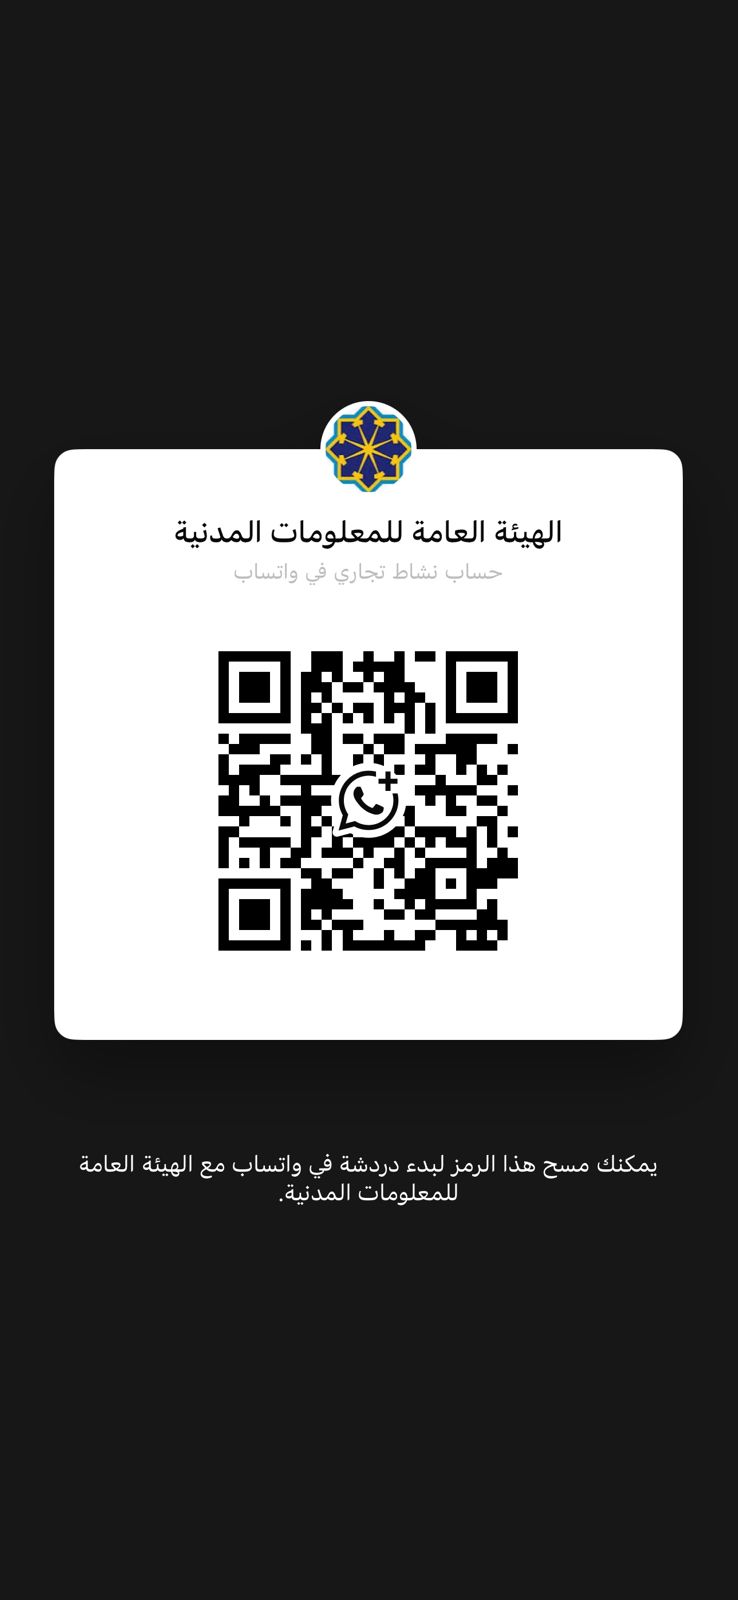 الهيئة العامة للمعلومات المدنية
حساب نشاط تجاري في واتساب
يمكنك مسح هذا الرمز لبدء دردشة في واتساب مع الهيئة العامة
للمعلومات المدنية.